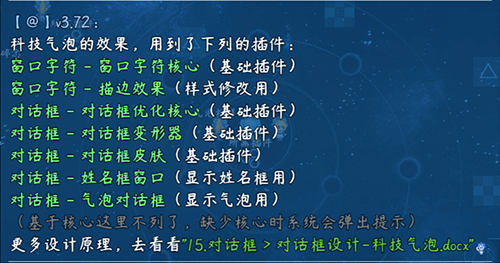 【@】v3.72：
科技气泡的效果，用到了下列的插件：
窗口字符 - 窗口字符核心（基础插件）
窗口字符 - 描边效果（样式修改用）
对话框 - 对话框优化核心（基础插件）
对话框 - 对话框变形器（基础插件）
对话框 - 对话框皮肤（基础插件）
对话框 - 姓名框窗口（显示姓名框用）
对话框 - 气泡对话框（显示气泡用）
（基于核心这里不列了，缺少核心时系统会弹出提示）
更多设计原理，去看看"15.对话框 > 对话框设计-科技气泡.docx"